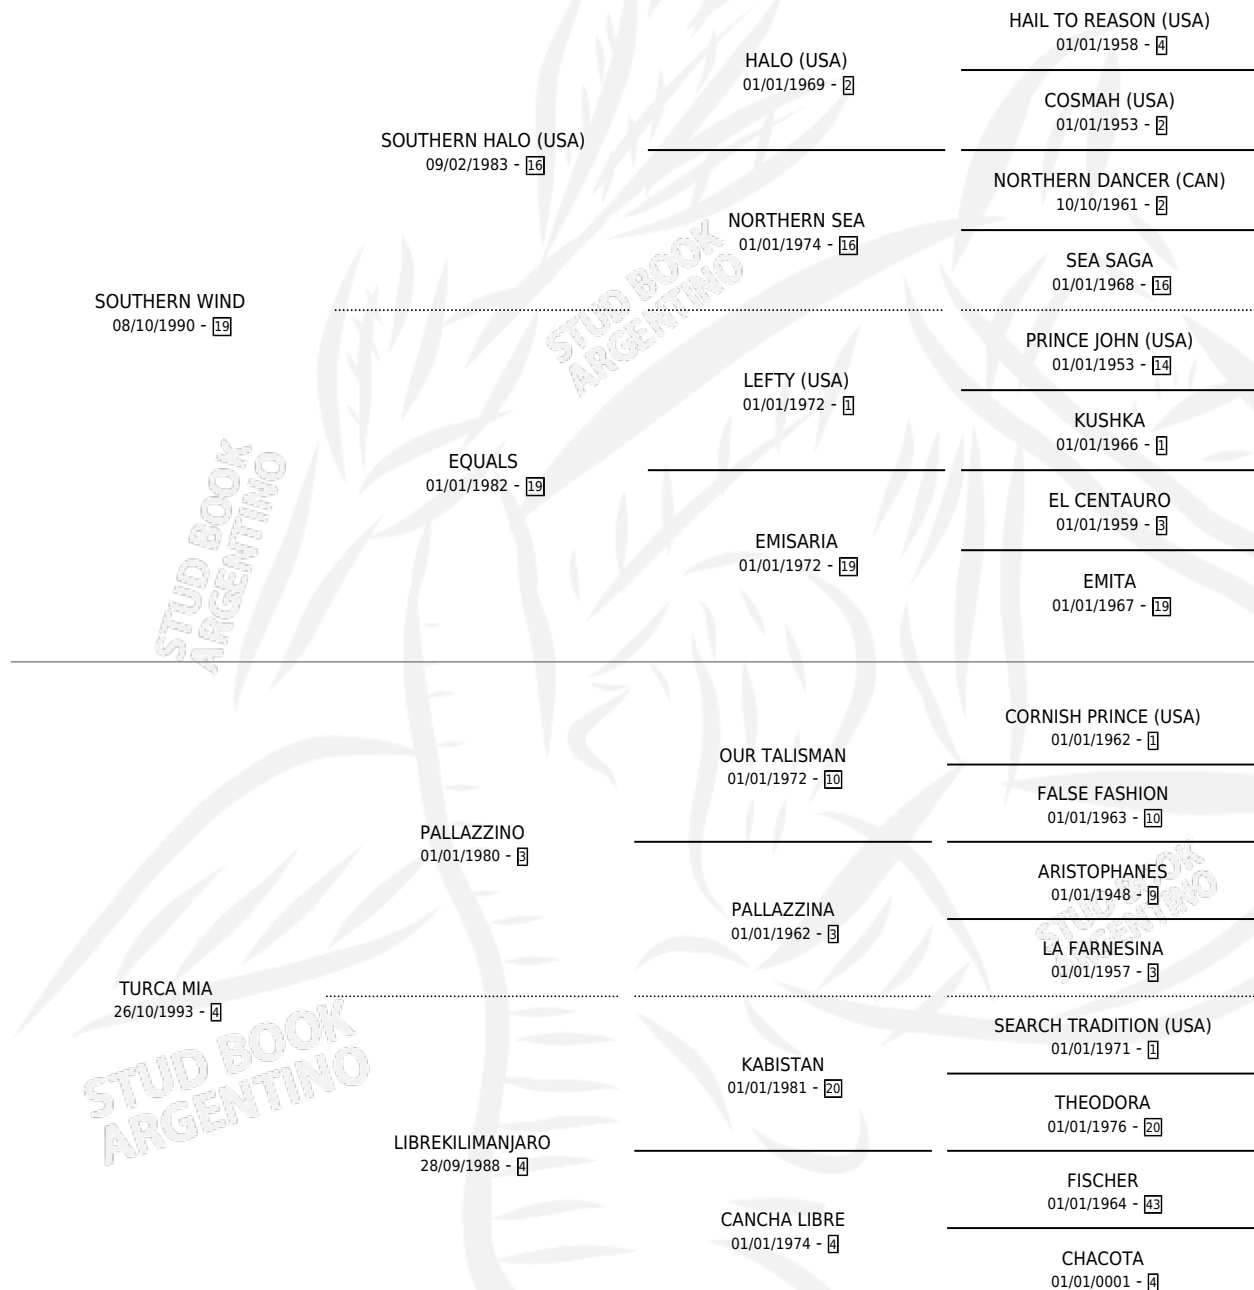 HAIL TO REASON (USA)
01/01/1958 - 4
HALO (USA)
01/01/1969 - 2
COSMAH (USA)
01/01/1953 - 2
SOUTHERN HALO (USA)
09/02/1983 - 16
NORTHERN DANCER (CAN)
10/10/1961 - 2
NORTHERN SEA
01/01/1974 - 16
SEA SAGA
01/01/1968 - 16
SOUTHERN WIND
08/10/1990 - 19
STUD BOOK
ARGENTINO
PRINCE JOHN (USA)
01/01/1953 - 14
LEFTY (USA)
01/01/1972 - 1
KUSHKA
01/01/1966 - 1
EQUALS
01/01/1982 - 19
EL CENTAURO
01/01/1959 - 3
EMISARIA
01/01/1972 - 19
EMITA
01/01/1967 - 19
STUD BOOK
ARGENTINO
CORNISH PRINCE (USA)
01/01/1962 - 1
OUR TALISMAN
01/01/1972 - 10
FALSE FASHION
01/01/1963 - 10
PALLAZZINO
01/01/1980 - 3
ARISTOPHANES
01/01/1948 - 9
PALLAZZINA
01/01/1962 - 3
LA FARNESINA
01/01/1957 - 3
STUD BOOK
ARGENTINO
TURCA MIA
26/10/1993 - 4
SEARCH TRADITION (USA)
01/01/1971 - 1
KABISTAN
01/01/1981 - 20
THEODORA
01/01/1976 - 20
STUD BOOK
ARGENTINO
LIBREKILIMANJARO
28/09/1988 - 4
FISCHER
01/01/1964 - 43
CANCHA LIBRE
01/01/1974 - 4
CHACOTA
01/01/0001 - 4